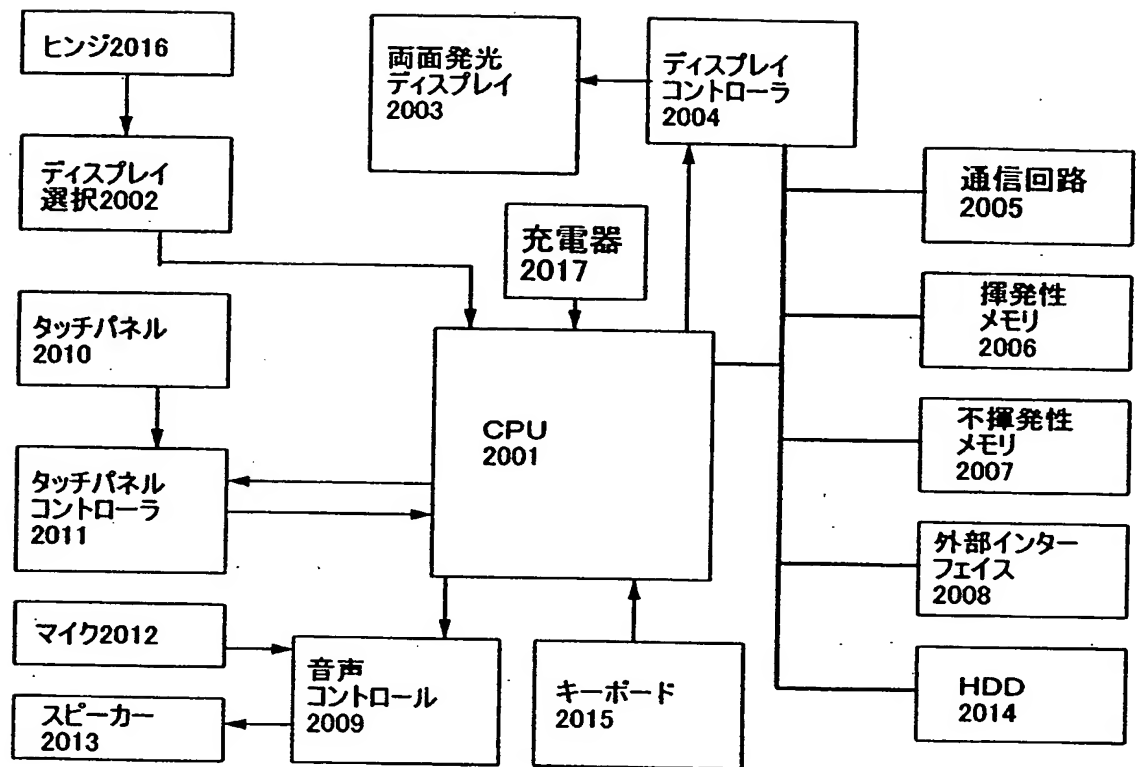 ヒンジ2016
両面発光
ディスプレイ
2003
ディスプレイ
コントローラ
2004
ディスプレイ
選択2002
通信回路
2005
充電器
2017
揮発性
メモリ
2006
タッチパネル
2010
CPU
2001
不揮発性
メモリ
2007
タッチパネル
コントローラ
2011
外部インター
フェイス
2008
マイク2012
音声
コントロール
2009
キーボード
2015
HDD
2014
スピーカー
2013